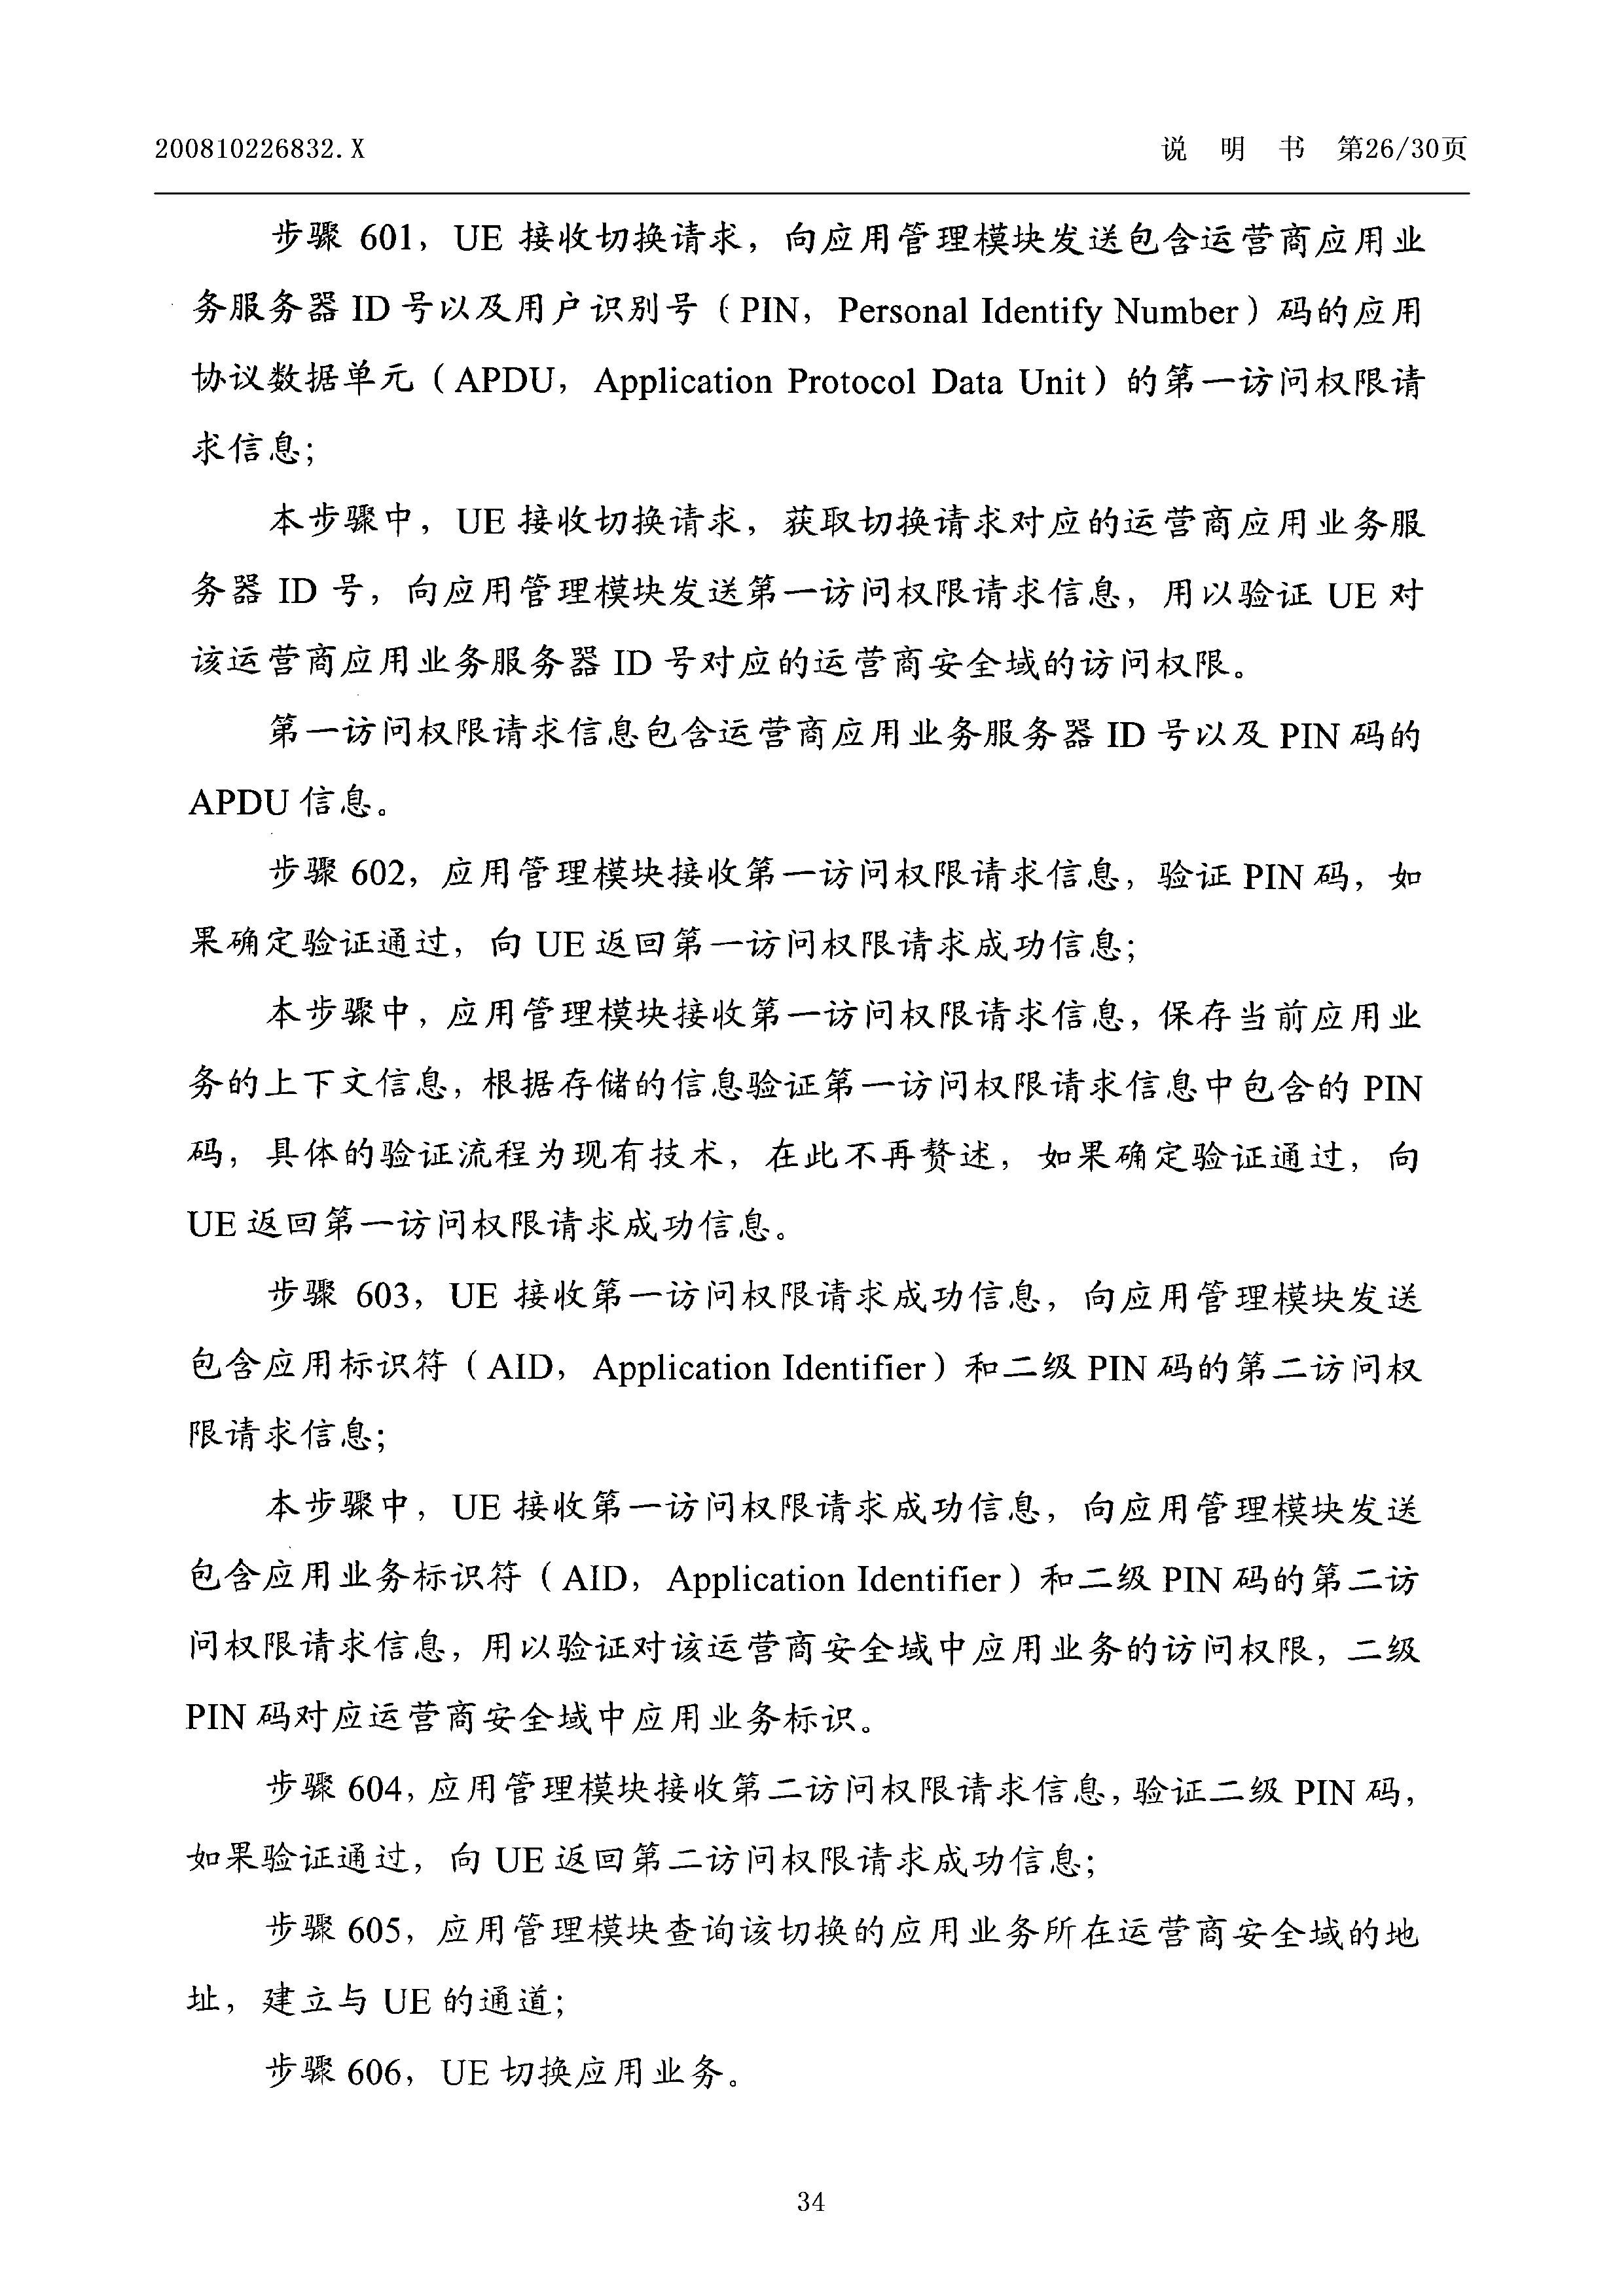 200810226832.X 说 明 书 第26/30页
步骤 601，UE 接收切换请求，向应用管理模块发送包含运营商应用业
务服务器 ID 号以及用户识别号（PIN，Personal Identify Number）码的应用
协议数据单元（APDU，Application Protocol Data Unit）的第一访问权限请
求信息；
本步骤中，UE 接收切换请求，获取切换请求对应的运营商应用业务服
务器 ID 号，向应用管理模块发送第一访问权限请求信息，用以验证 UE 对
该运营商应用业务服务器 ID 号对应的运营商安全域的访问权限。
第一访问权限请求信息包含运营商应用业务服务器 ID 号以及 PIN 码的
APDU 信息。
步骤 602，应用管理模块接收第一访问权限请求信息，验证 PIN 码，如
果确定验证通过，向 UE 返回第一访问权限请求成功信息；
本步骤中，应用管理模块接收第一访问权限请求信息，保存当前应用业
务的上下文信息，根据存储的信息验证第一访问权限请求信息中包含的 PIN
码，具体的验证流程为现有技术，在此不再赘述，如果确定验证通过，向
UE 返回第一访问权限请求成功信息。
步骤 603，UE 接收第一访问权限请求成功信息，向应用管理模块发送
包含应用标识符（AID，Application Identifier）和二级 PIN 码的第二访问权
限请求信息；
本步骤中，UE 接收第一访问权限请求成功信息，向应用管理模块发送
包含应用业务标识符（AID，Application Identifier）和二级 PIN 码的第二访
问权限请求信息，用以验证对该运营商安全域中应用业务的访问权限，二级
PIN 码对应运营商安全域中应用业务标识。
步骤 604，应用管理模块接收第二访问权限请求信息，验证二级 PIN 码，
如果验证通过，向 UE 返回第二访问权限请求成功信息；
步骤 605，应用管理模块查询该切换的应用业务所在运营商安全域的地
址，建立与 UE 的通道；
步骤 606，UE 切换应用业务。
34